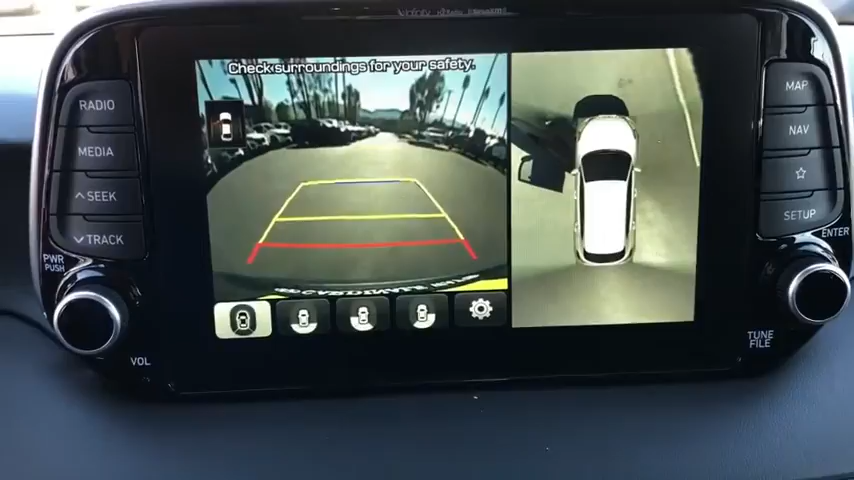 Check surroundings for your safety.
RADIO
MEDIA
SEEK
TRACK
PWR
PUSH
VOL
MAP
NAV
SETUP
ENTER
TUNE
FILE